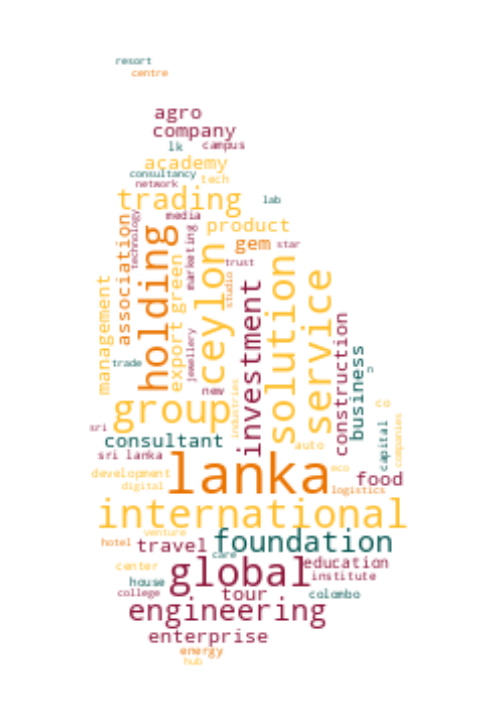 resort
centre
agro
company
lk
campus
academy
consultancy
tech
network
trading
lab
media
product
association
technology
holding
marketing
gem
star
ceylon
trust
green
solution
service
studio
management
export
investment
jewellery
construction
business
trade
new
industries
group
co
companies
capital
sri
consultant
auto
sri lanka
lanka
eco
development
food
digital
logistics
international
venture
hotel
travel
foundation
care
center
global
education
house
institute
college
tour
colombo
engineering
enterprise
energy
hub